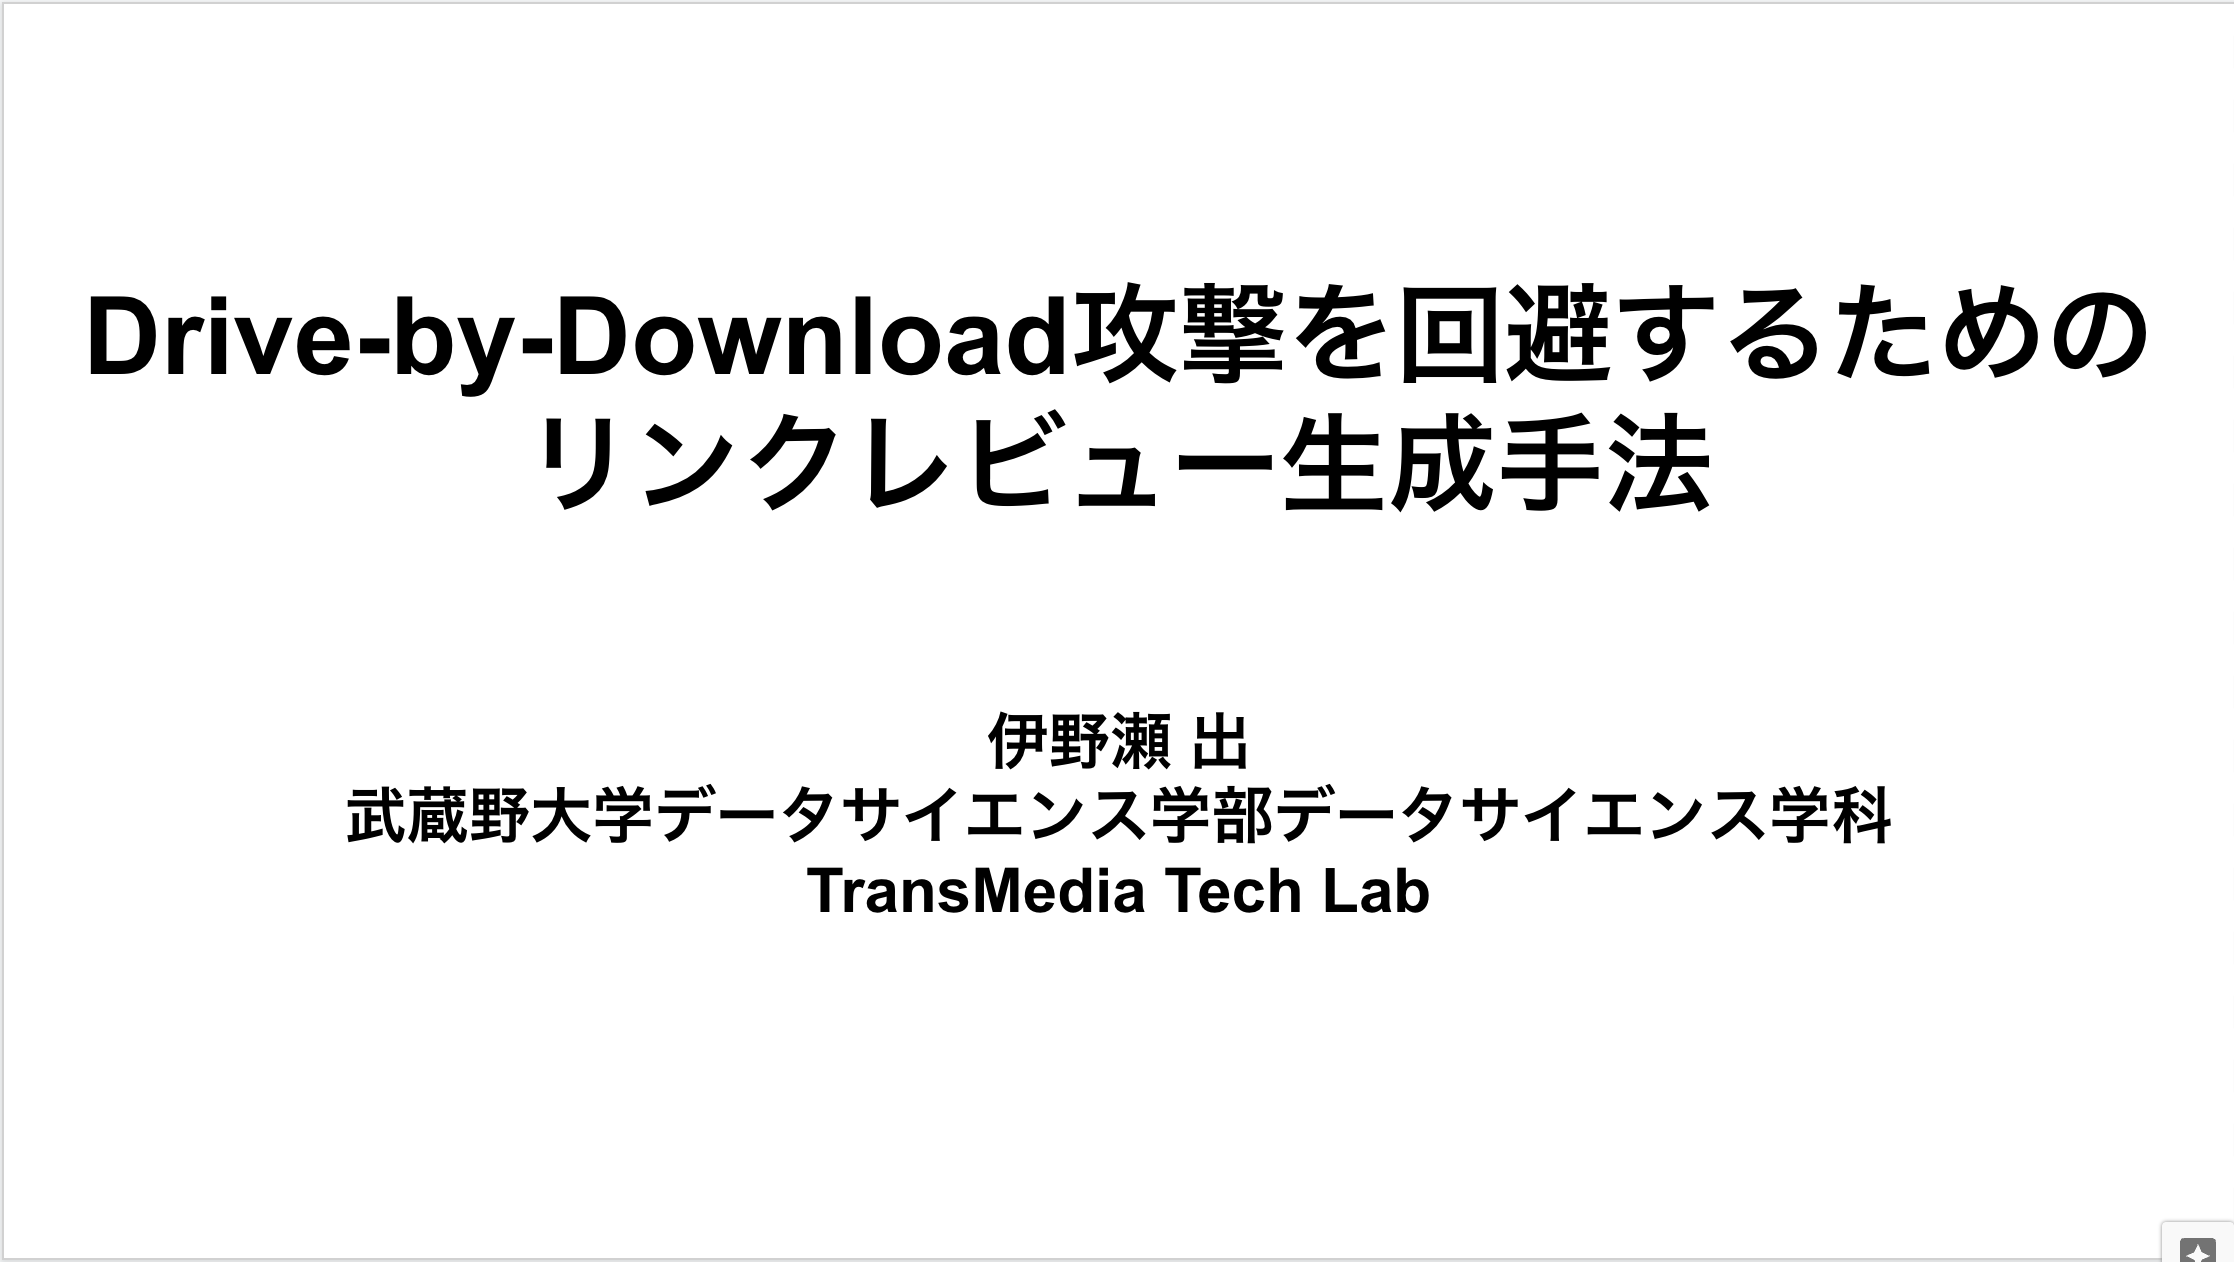 Drive-by-Download攻撃を回避するための
リンクレビュー生成手法
伊野瀬 出
武蔵野大学データサイエンス学部データサイエンス学科
TransMedia Tech Lab